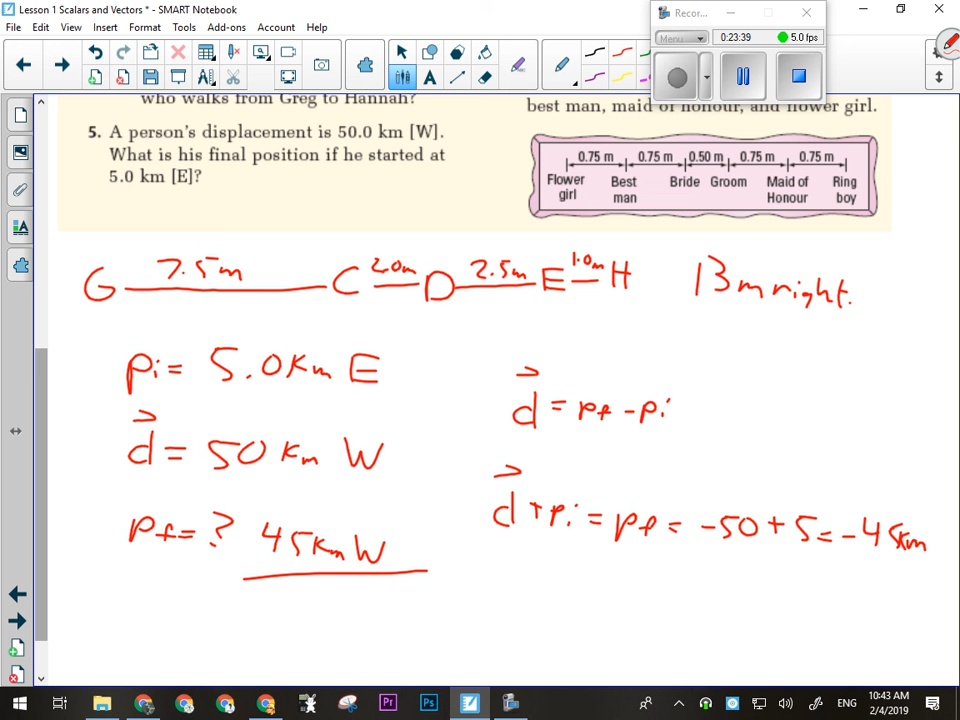 Lesson 1 Scalars and Vectors * - SMART Notebook
File Edit View Insert Format Tools Add-ons Account
Recor...
Menu
0:23:39 5.0 fps
who walks from Greg to Hannah?
5. A person's displacement is 50.0 km [W].
What is his final position if he started at
5.0 km [E]?
best man, maid of honour, and flower girl.
0.75 m 0.75 m 0.50 m 0.75 m 0.75 m
Flower girl Best man Bride Groom Maid of Honour Ring boy
G 7.5m C 2.0m D 2.5m E 1.0m H 13 m right.
pi = 5.0 Km E
d = 50 km W
pf = ? 45km W
d = pf - pi
d + pi = pf = -50 + 5 = -45km
ENG
10:43 AM
2/4/2019